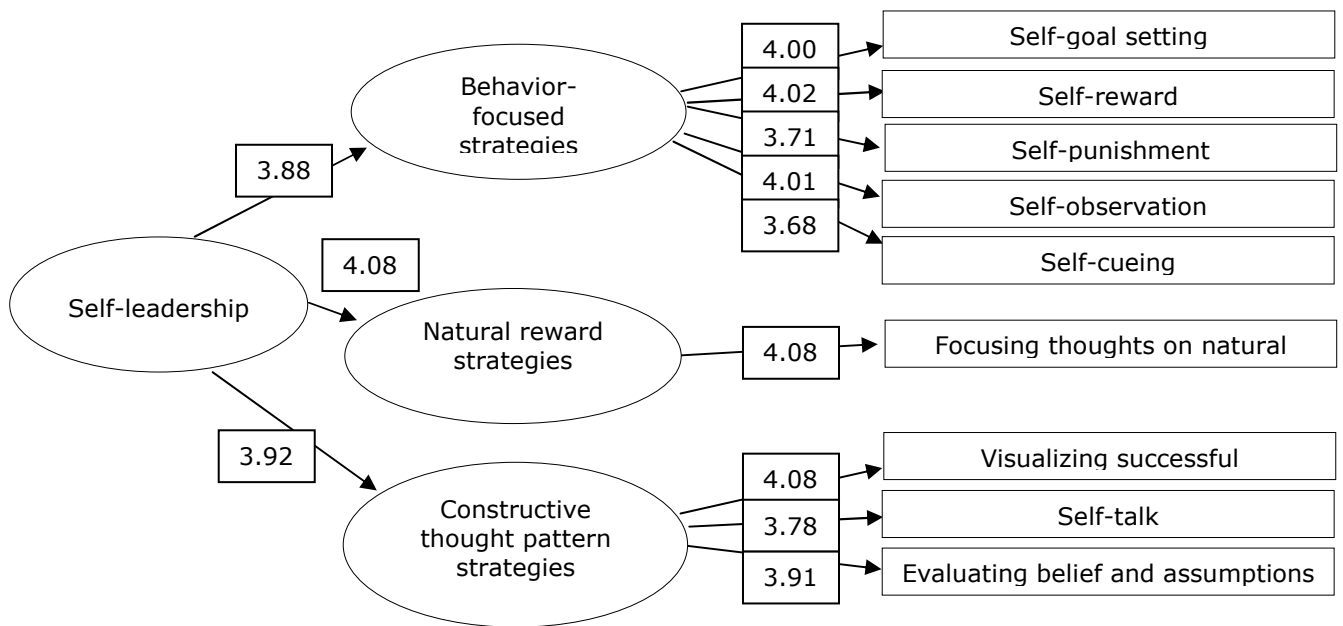 Self-leadership
3.88
4.08
3.92
Behavior-
focused
strategies
4.00
4.02
3.71
4.01
3.68
Self-goal setting
Self-reward
Self-punishment
Self-observation
Self-cueing
Natural reward
strategies
4.08
Focusing thoughts on natural
Constructive
thought pattern
strategies
4.08
3.78
3.91
Visualizing successful
Self-talk
Evaluating belief and assumptions